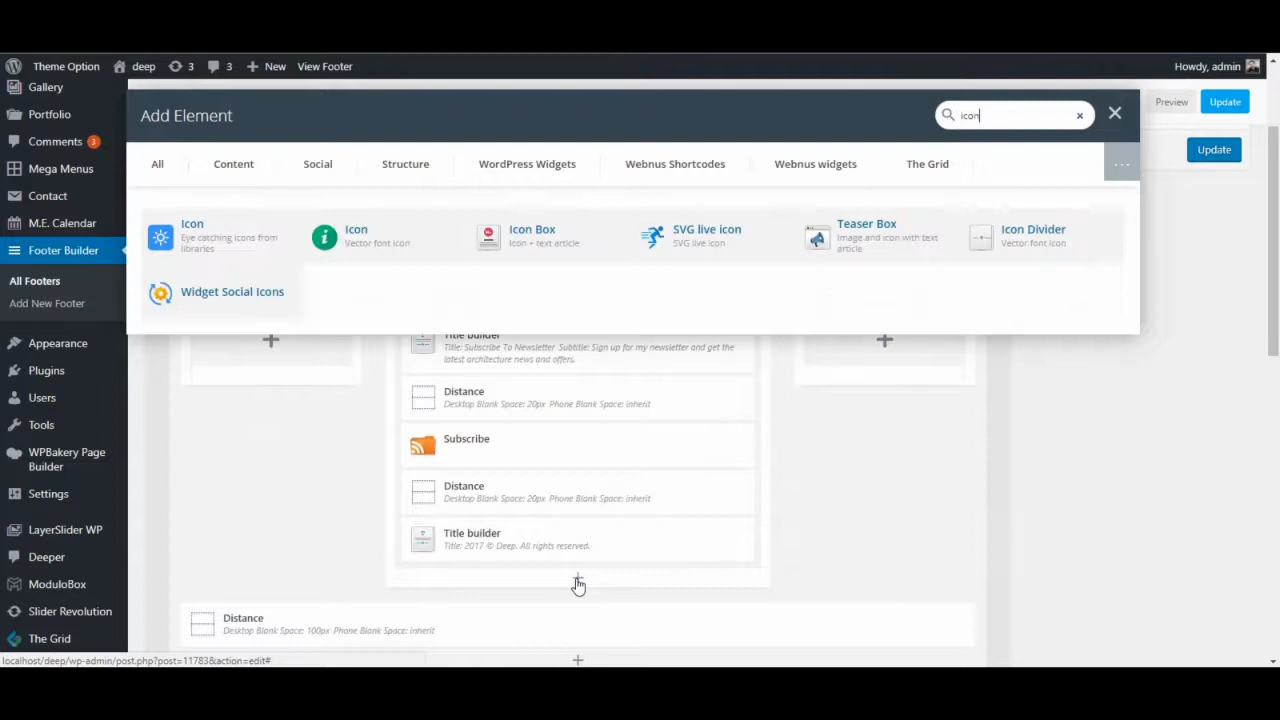 Theme Option deep 3 3 New View Footer Howdy, admin
Gallery
Portfolio
Comments 3
Mega Menus
Contact
M.E. Calendar
Footer Builder
All Footers
Add New Footer
Appearance
Plugins
Users
Tools
WPBakery Page
Builder
Settings
LayerSlider WP
Deeper
ModuloBox
Slider Revolution
The Grid
Preview Update
Update
Add Element icon
All Content Social Structure WordPress Widgets Webnus Shortcodes Webnus widgets The Grid ...
Icon
Eye catching icons from
libraries
Icon
Vector font icon
Icon Box
Icon + text article
SVG live icon
SVG live icon
Teaser Box
Image and icon with text
article
Icon Divider
Vector font icon
Widget Social Icons
Title builder
Title: Subscribe To Newsletter Subtitle: Sign up for my newsletter and get the
latest architecture news and offers.
Distance
Desktop Blank Space: 20px Phone Blank Space: inherit
Subscribe
Distance
Desktop Blank Space: 20px Phone Blank Space: inherit
Title builder
Title: 2017 © Deep. All rights reserved.
Distance
Desktop Blank Space: 100px Phone Blank Space: inherit
localhost/deep/wp-admin/post.php?post=11783&action=edit#